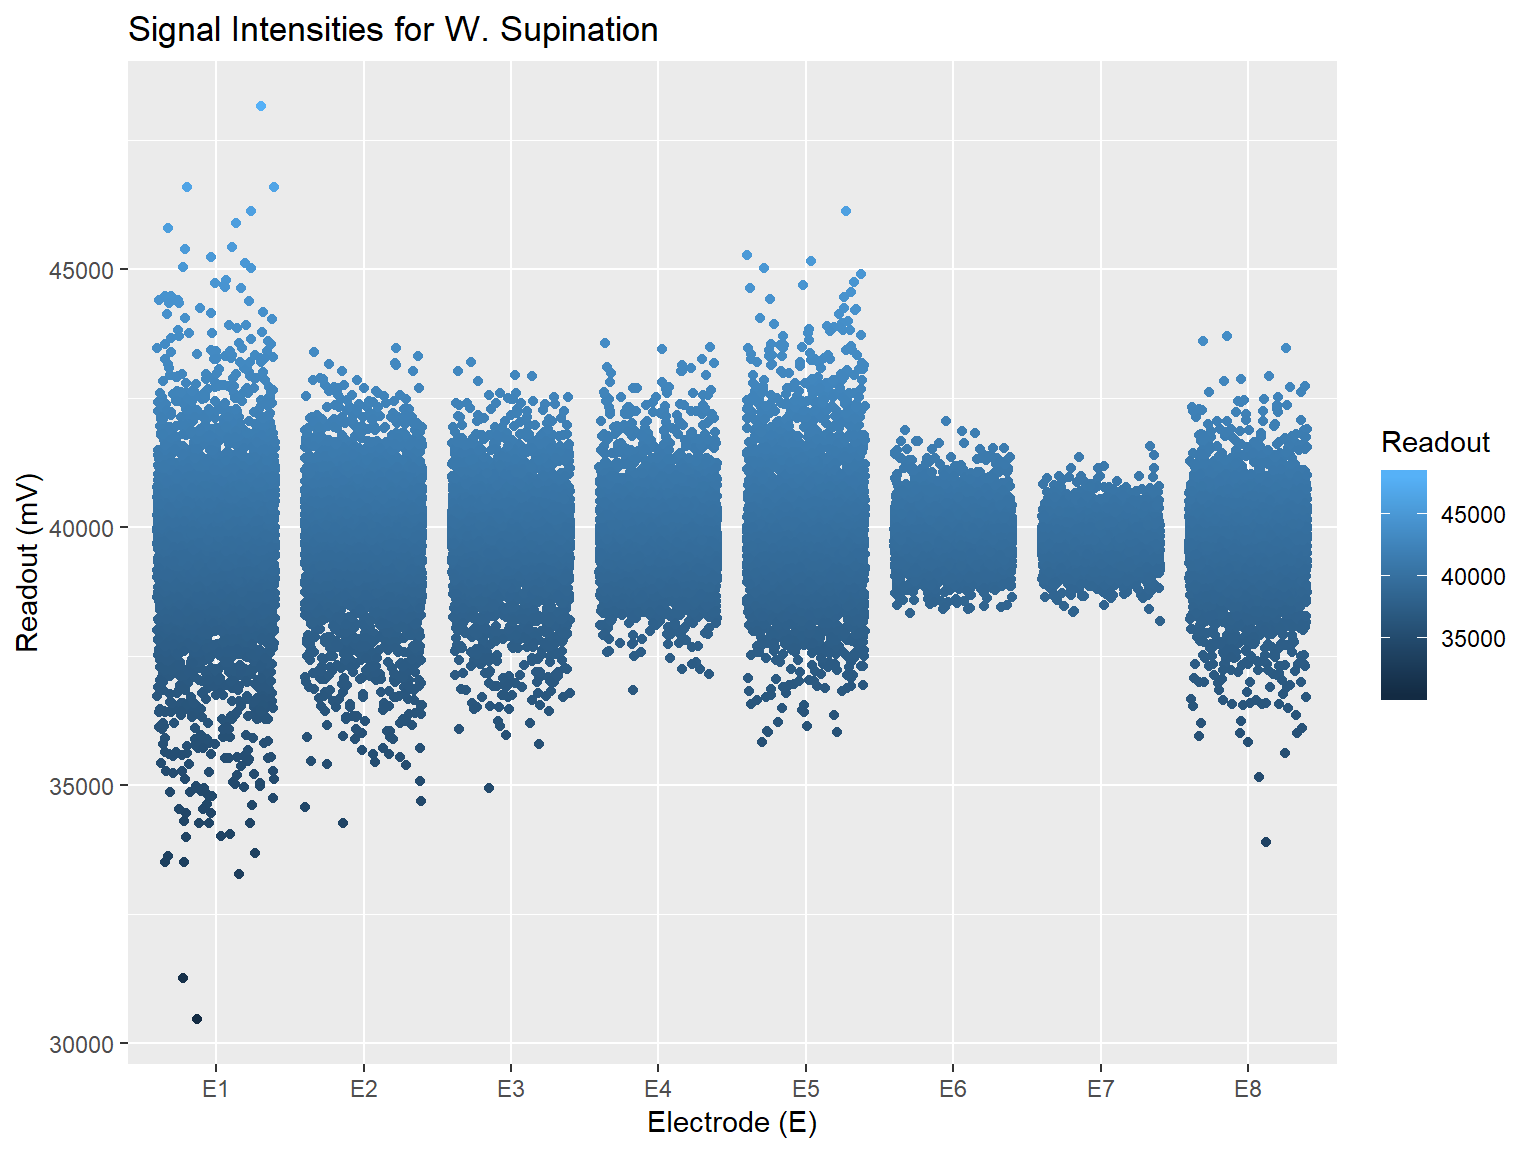 Signal Intensities for W. Supination
Readout (mV)
45000
40000
35000
30000
E1 E2 E3 E4 E5 E6 E7 E8
Electrode (E)
Readout
45000
40000
35000